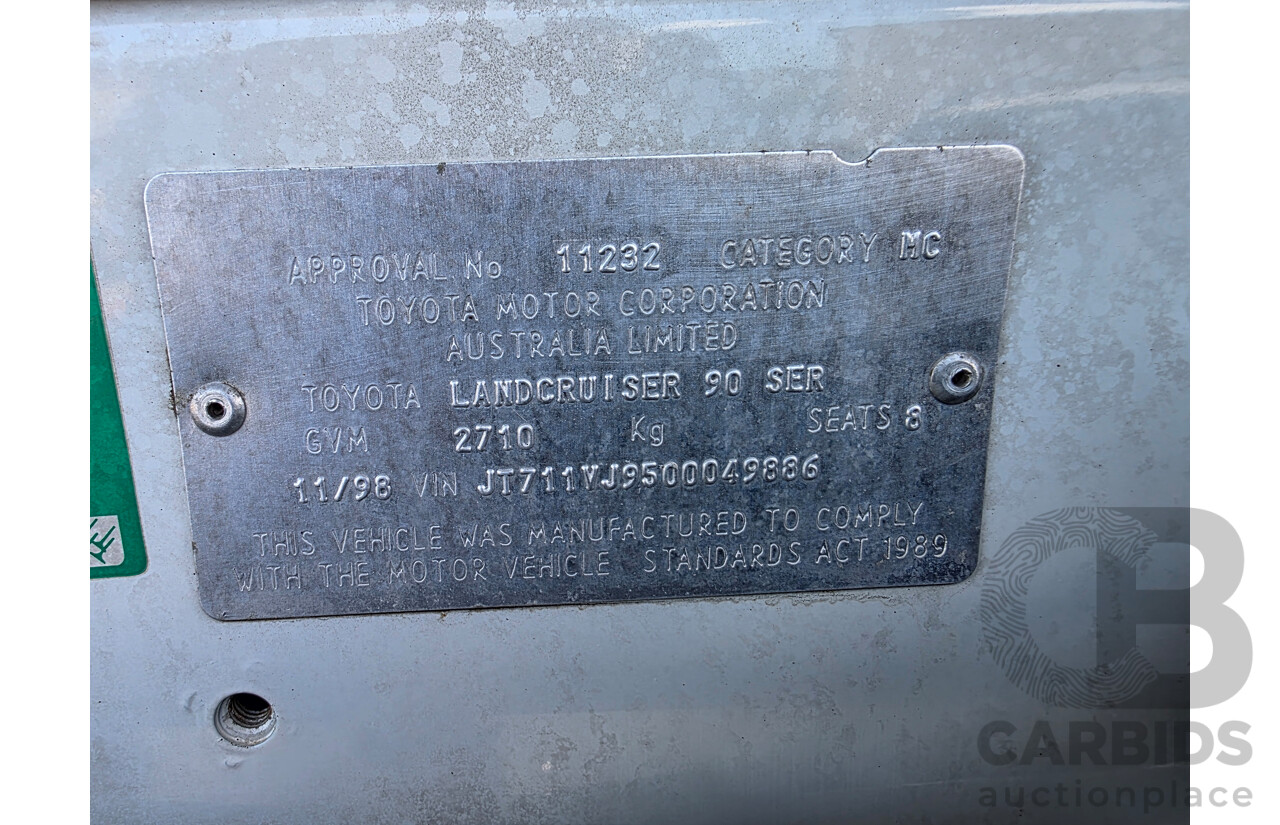 APPROVAL No 11232 CATEGORY MC
TOYOTA MOTOR CORPORATION
AUSTRALIA LIMITED
TOYOTA LANDCRUISER 90 SER
GVM 2710 Kg SEATS 8
11/98 VIN JT711VJ9500049886
THIS VEHICLE WAS MANUFACTURED TO COMPLY
WITH THE MOTOR VEHICLE STANDARDS ACT 1989
CB
CARBIDS
auctionplace